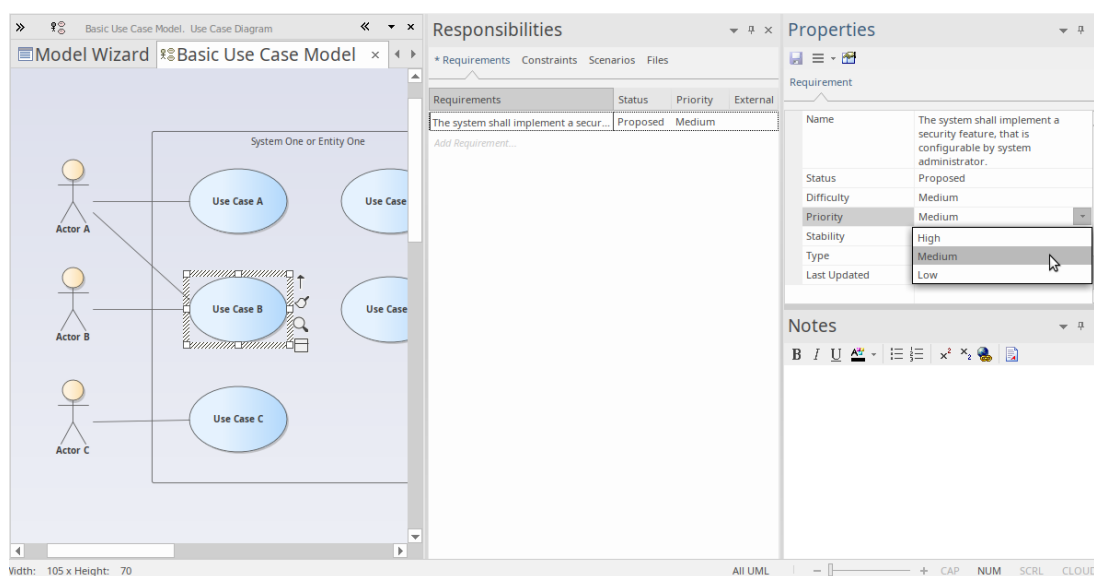 Basic Use Case Model. Use Case Diagram
Model Wizard
Basic Use Case Model
System One or Entity One
Actor A
Use Case A
Use Case
Actor B
Use Case B
Use Case
Actor C
Use Case C
Responsibilities
* Requirements Constraints Scenarios Files
Requirements Status Priority External
The system shall implement a secur... Proposed Medium
Add Requirement...
Properties
Requirement
Name The system shall implement a
security feature, that is
configurable by system
administrator.
Status Proposed
Difficulty Medium
Priority Medium
Stability
High
Type
Medium
Last Updated
Low
Notes
B I U
Width: 105 x Height: 70
All UML
CAP NUM SCRL CLOUD